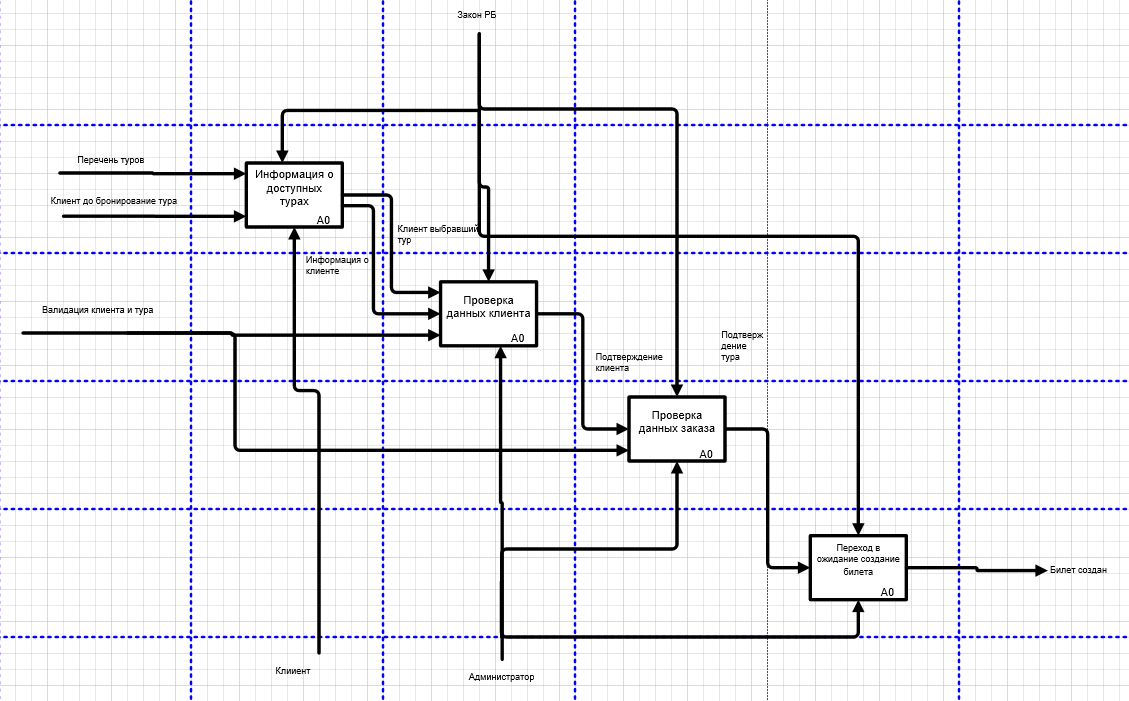 Закон РБ
Перечень туров
Клиент до бронирование тура
Информация о
доступных
турах
A0
Клиент выбравший
тур
Информация о
клиенте
Валидация клиента и тура
Проверка
данных клиента
A0
Подтверждение
клиента
Подтверж
дение
тура
Проверка
данных заказа
A0
Переход в
ожидание создание
билета
A0
Билет создан
Клииент
Администратор